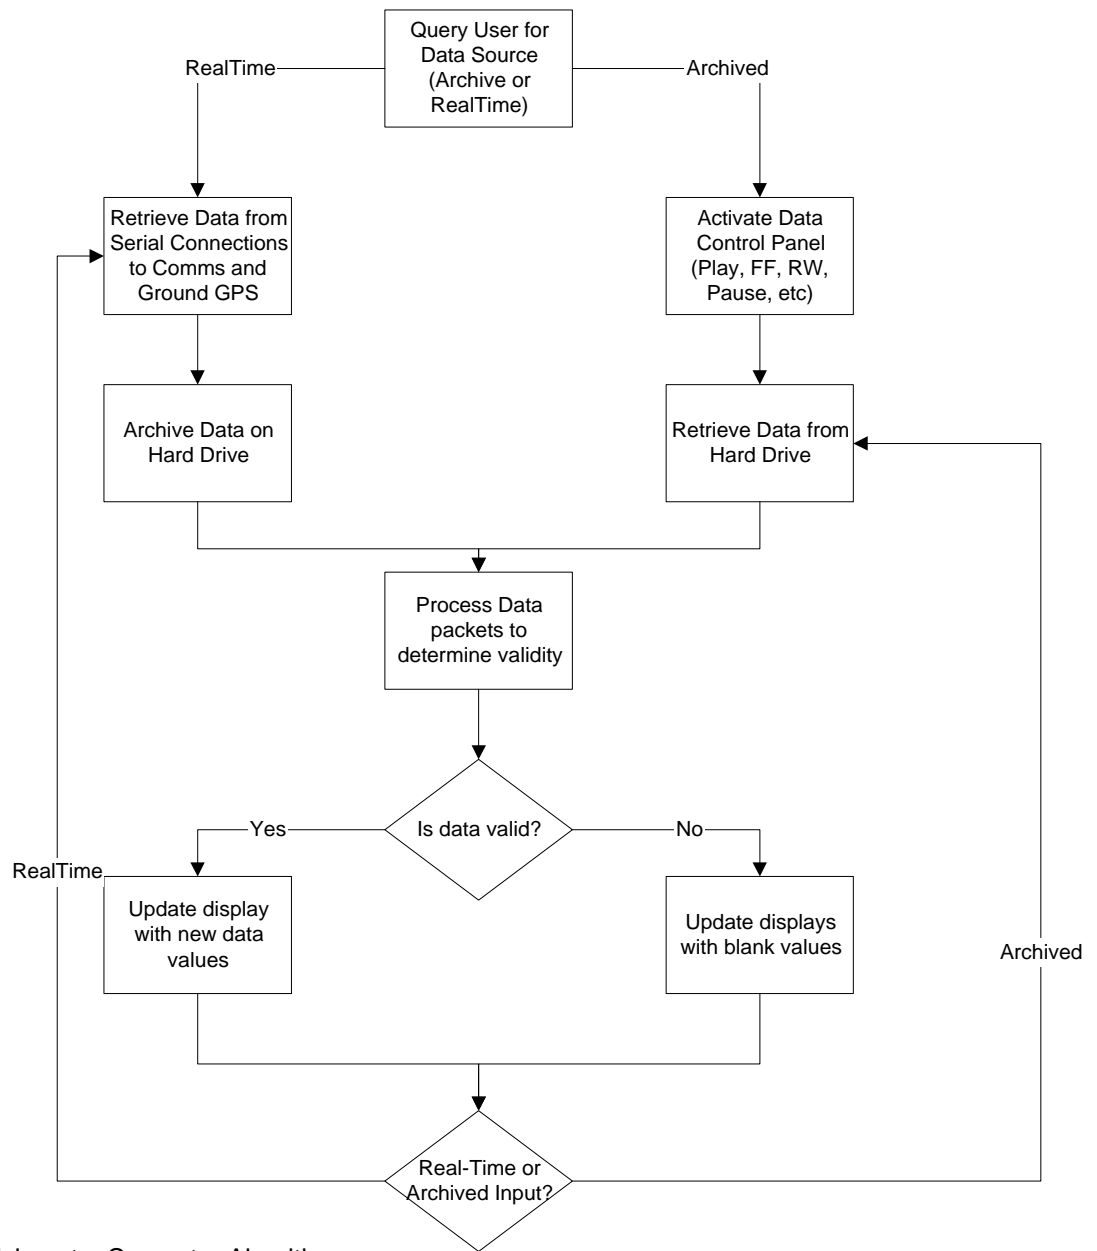 Query User for
Data Source
(Archive or
RealTime)
RealTime
Archived
Retrieve Data from
Serial Connections
to Comms and
Ground GPS
Activate Data
Control Panel
(Play, FF, RW,
Pause, etc)
Archive Data on
Hard Drive
Retrieve Data from
Hard Drive
Process Data
packets to
determine validity
Is data valid?
Yes
No
RealTime
Update display
with new data
values
Update displays
with blank values
Archived
Real-Time or
Archived Input?